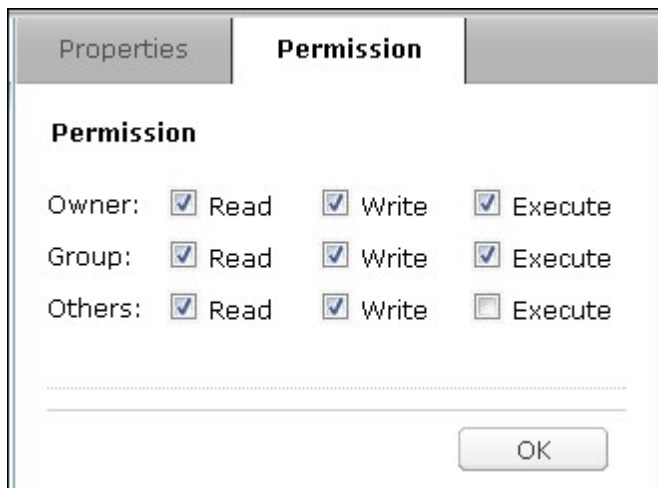 Properties Permission
Permission
Owner: Read Write Execute
Group: Read Write Execute
Others: Read Write Execute
OK